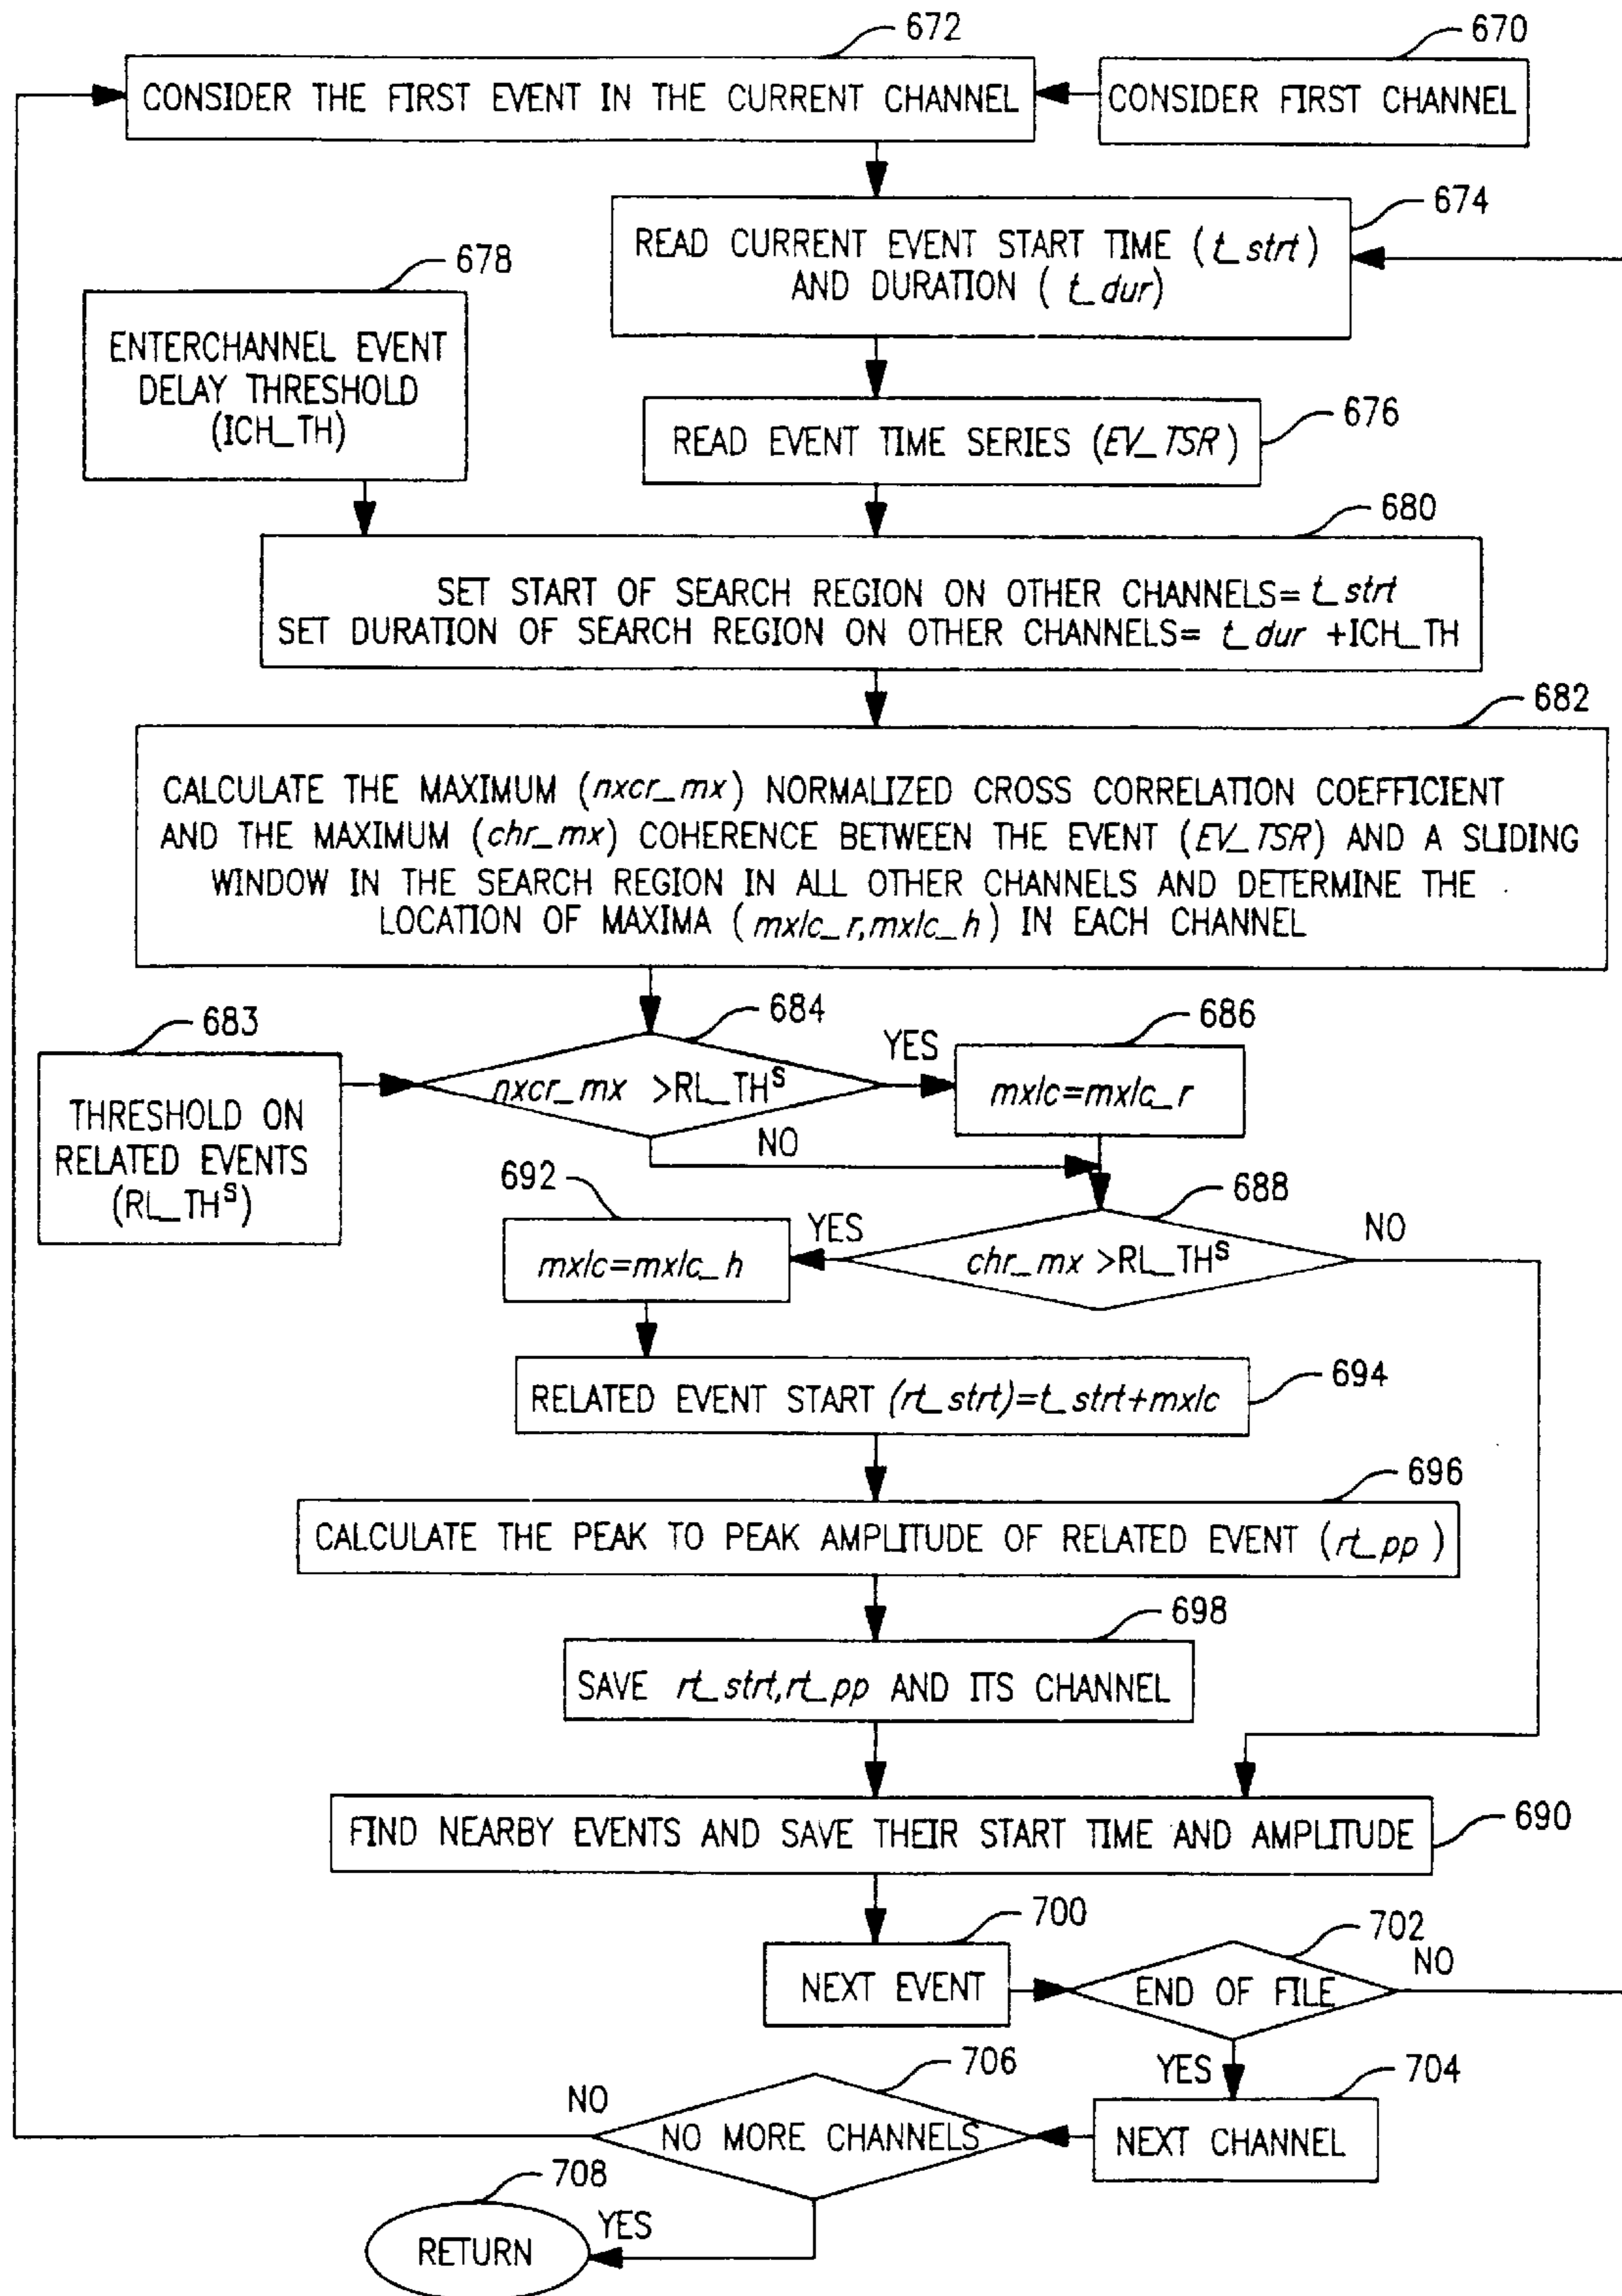 672
670
CONSIDER THE FIRST EVENT IN THE CURRENT CHANNEL
CONSIDER FIRST CHANNEL
674
READ CURRENT EVENT START TIME (t_strt)
AND DURATION ( t_dur)
678
ENTERCHANNEL EVENT
DELAY THRESHOLD
(ICH_TH)
676
READ EVENT TIME SERIES (EV_TSR)
680
SET START OF SEARCH REGION ON OTHER CHANNELS= t_strt
SET DURATION OF SEARCH REGION ON OTHER CHANNELS= t_dur +ICH_TH
682
CALCULATE THE MAXIMUM (nxcr_mx) NORMALIZED CROSS CORRELATION COEFFICIENT
AND THE MAXIMUM (chr_mx) COHERENCE BETWEEN THE EVENT (EV_TSR) AND A SLIDING
WINDOW IN THE SEARCH REGION IN ALL OTHER CHANNELS AND DETERMINE THE
LOCATION OF MAXIMA (mxlc_r,mxlc_h) IN EACH CHANNEL
683
THRESHOLD ON
RELATED EVENTS
(RL_THˢ)
684
nxcr_mx >RL_THˢ
YES
NO
686
mxlc=mxlc_r
688
chr_mx >RL_THˢ
YES
NO
692
mxlc=mxlc_h
694
RELATED EVENT START (rt_strt)=t_strt+mxlc
696
CALCULATE THE PEAK TO PEAK AMPLITUDE OF RELATED EVENT (rt_pp )
698
SAVE rt_strt,rt_pp AND ITS CHANNEL
690
FIND NEARBY EVENTS AND SAVE THEIR START TIME AND AMPLITUDE
700
NEXT EVENT
702
END OF FILE
NO
YES
704
NEXT CHANNEL
706
NO MORE CHANNELS
NO
YES
708
RETURN